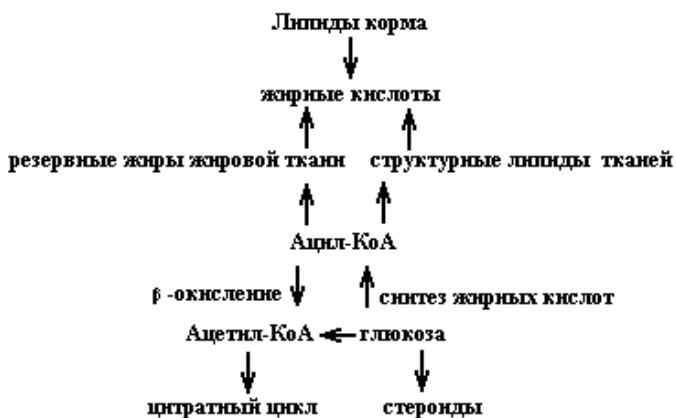 Липиды корма
жирные кислоты
резервные жиры жировой ткани структурные липиды тканей
Ацил-КоА
β-окисление синтез жирных кислот
Ацетил-КоА глюкоза
цитратный цикл стероиды